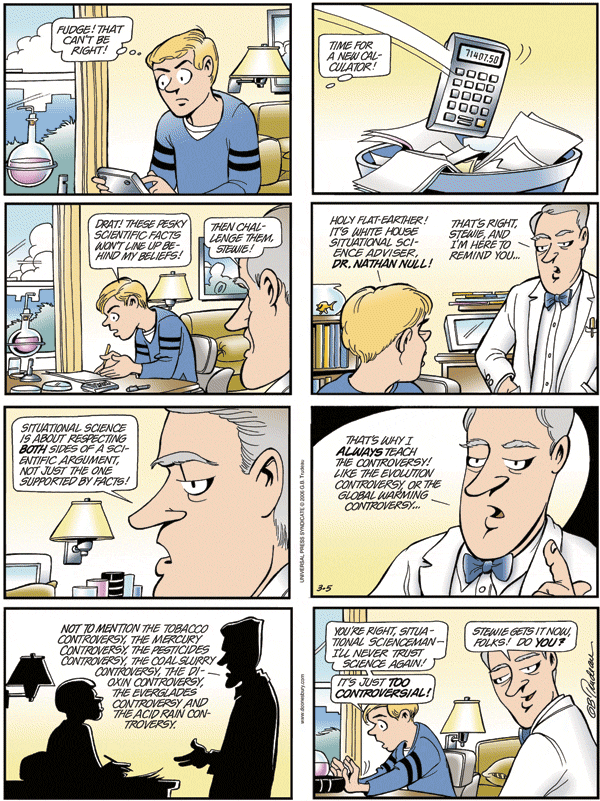 FUDGE! THAT
CAN'T BE
RIGHT!
TIME FOR
A NEW CAL-
CULATOR!
71407.50
DRAT! THESE PESKY
SCIENTIFIC FACTS
WON'T LINE UP BE-
HIND MY BELIEFS!
THEN CHAL-
LENGE THEM,
STEWIE!
HOLY FLAT-EARTHER!
IT'S WHITE HOUSE
SITUATIONAL SCI-
ENCE ADVISER,
DR. NATHAN NULL!
THAT'S RIGHT,
STEWIE, AND
I'M HERE TO
REMIND YOU...
SITUATIONAL SCIENCE
IS ABOUT RESPECTING
BOTH SIDES OF A SCI-
ENTIFIC ARGUMENT,
NOT JUST THE ONE
SUPPORTED BY FACTS!
UNIVERSAL PRESS SYNDICATE © 2006 G.B. Trudeau
THAT'S WHY I
ALWAYS TEACH
THE CONTROVERSY!
LIKE THE EVOLUTION
CONTROVERSY, OR THE
GLOBAL WARMING
CONTROVERSY...
3-5
NOT TO MENTION THE TOBACCO
CONTROVERSY, THE MERCURY
CONTROVERSY, THE PESTICIDES
CONTROVERSY, THE COAL SLURRY
CONTROVERSY, THE DI-
OXIN CONTROVERSY,
THE EVERGLADES
CONTROVERSY AND
THE ACID RAIN CON-
TROVERSY.
www.doonesbury.com
YOU'RE RIGHT, SITUA-
TIONAL SCIENCEMAN—
I'LL NEVER TRUST
SCIENCE AGAIN!
IT'S JUST TOO
CONTROVERSIAL!
STEWIE GETS IT NOW,
FOLKS! DO YOU?
GB Trudeau